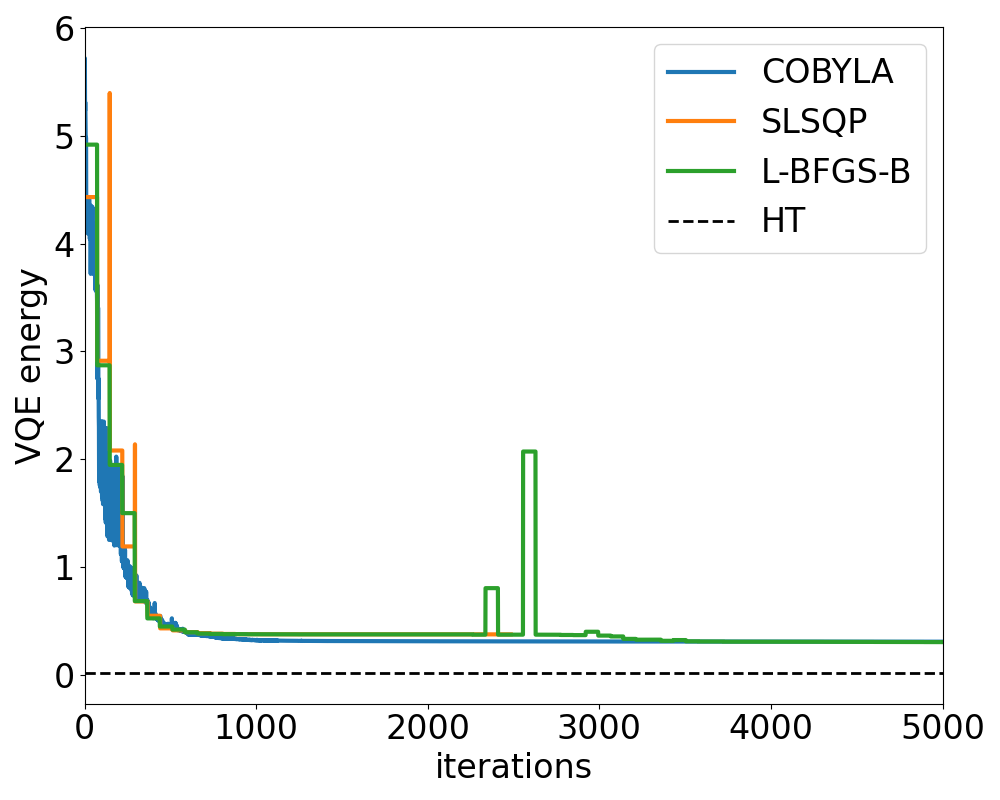 6
5
4
3
2
1
0
VQE energy
0
1000
2000
3000
4000
5000
iterations
COBYLA
SLSQP
L-BFGS-B
HT